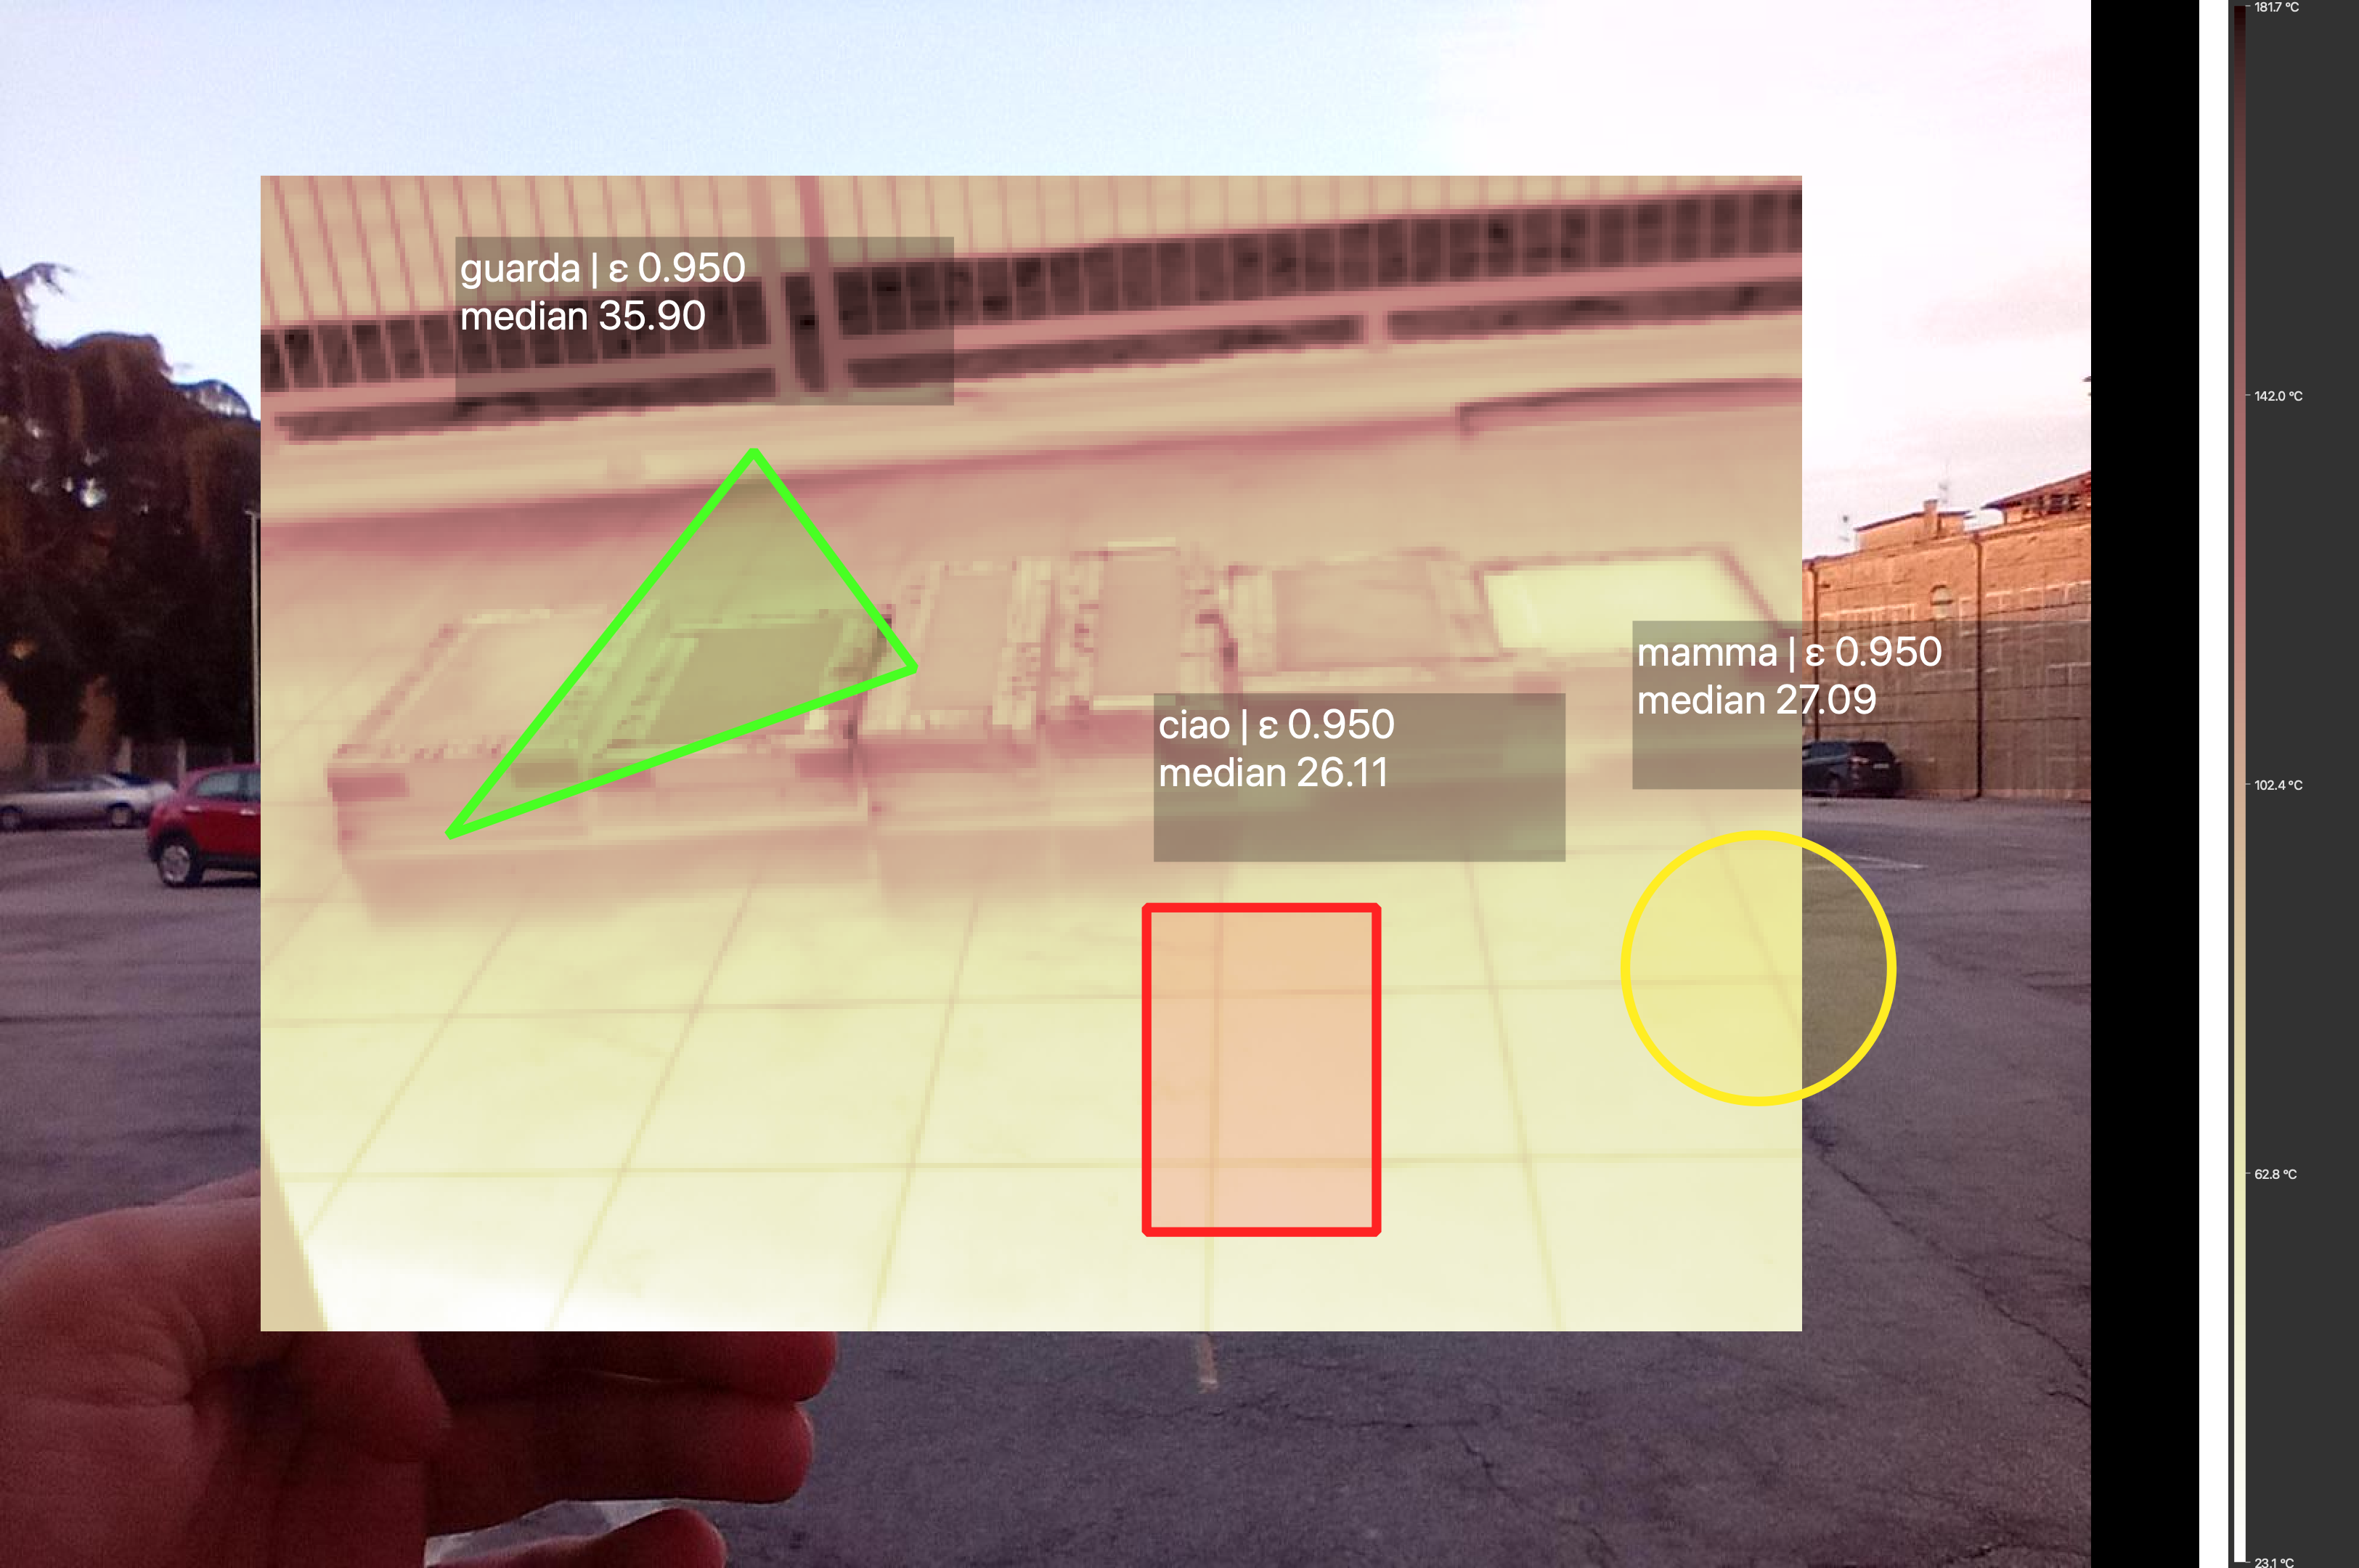 181.7 °C
guarda | ε 0.950
median 35.90
142.0 °C
mamma | ε 0.950
median 27.09
ciao | ε 0.950
median 26.11
102.4 °C
62.8 °C
23.1 °C